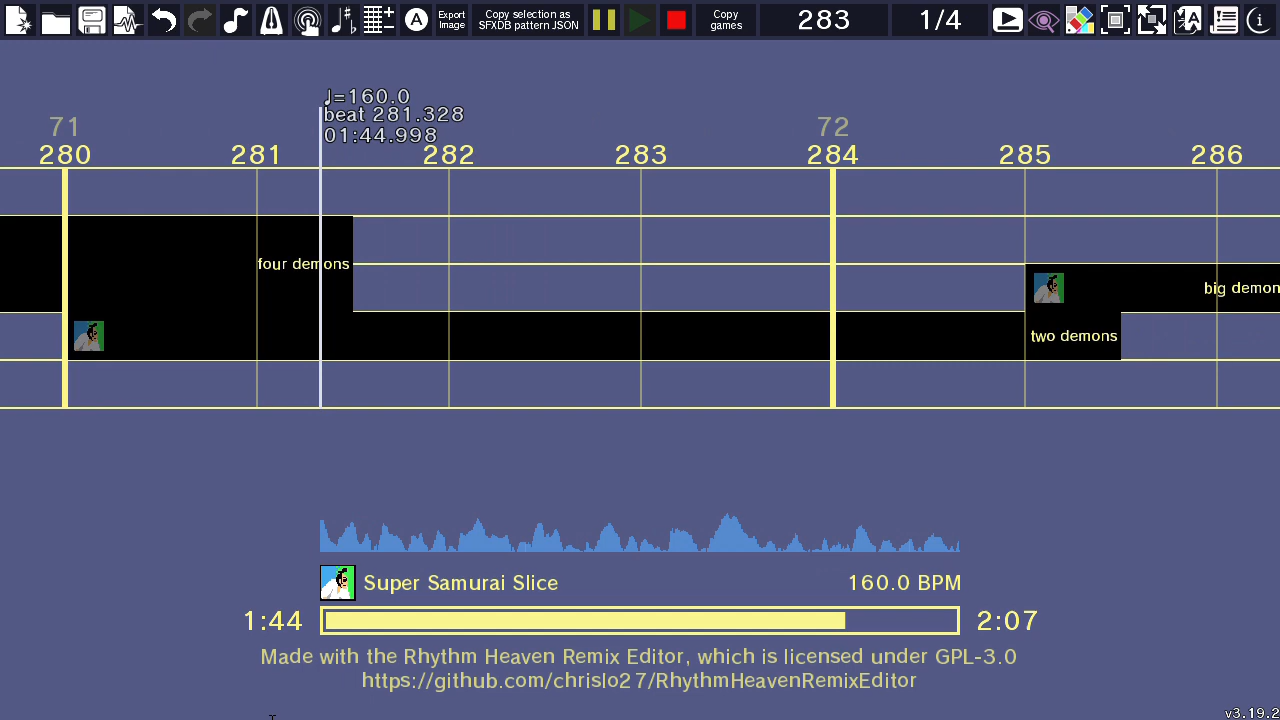 Export
Image
Copy selection as
SFXDB pattern JSON
Copy
games
283
1/4
♩=160.0
beat 281.328
01:44.998
71
72
280
281
282
283
284
285
286
four demons
big demon
two demons
Super Samurai Slice
160.0 BPM
1:44
2:07
Made with the Rhythm Heaven Remix Editor, which is licensed under GPL-3.0
https://github.com/chrislo27/RhythmHeavenRemixEditor
v3.19.2